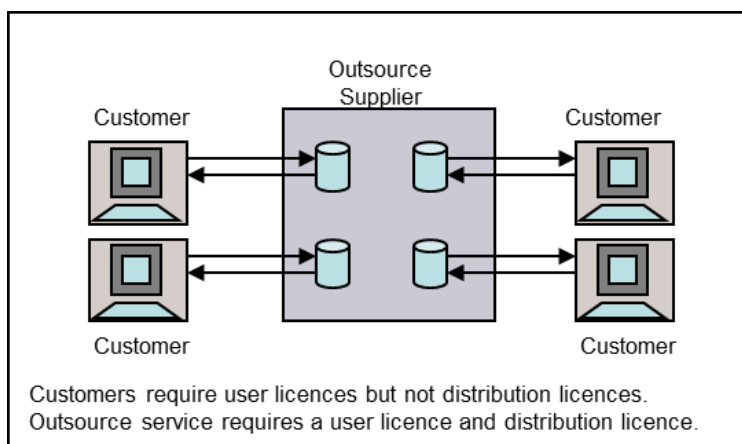 Outsource
Supplier
Customer
Customer
Customer
Customer
Customers require user licences but not distribution licences.
Outsource service requires a user licence and distribution licence.